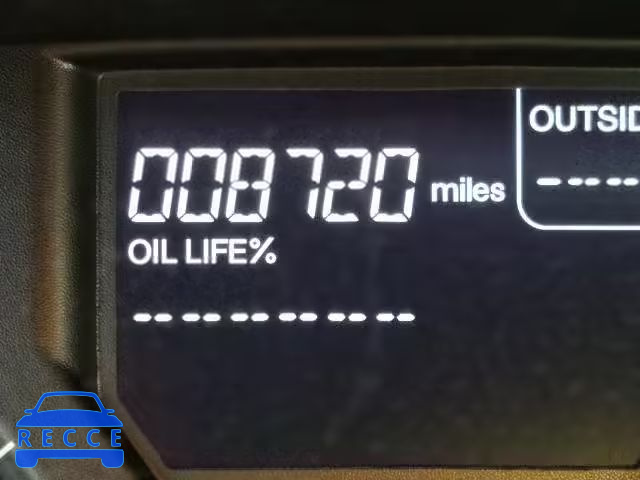 008720 miles
OIL LIFE%
-- -- -- -- -- --
OUTSID
----
RECCE